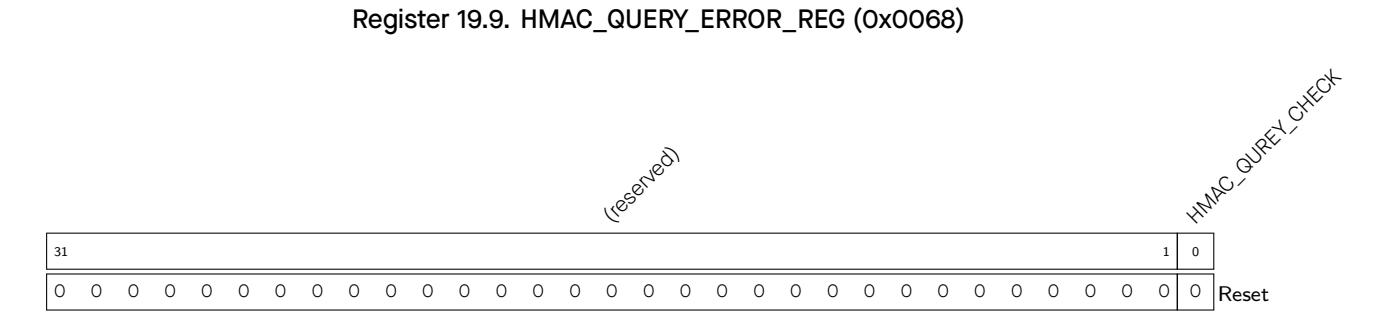 Register 19.9. HMAC_QUERY_ERROR_REG (0x0068)
HMAC_QUREY_CHECK
(reserved)
31 1 0
0 0 0 0 0 0 0 0 0 0 0 0 0 0 0 0 0 0 0 0 0 0 0 0 0 0 0 0 0 0 0 0 Reset